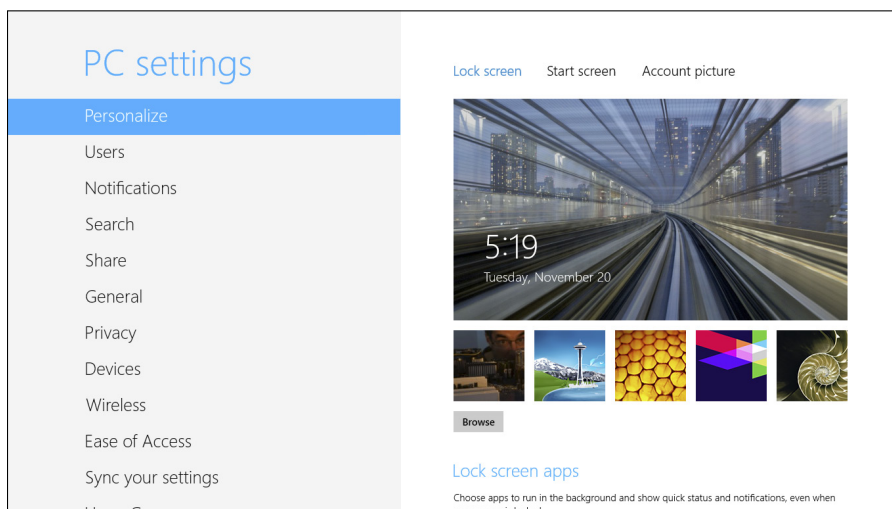 PC settings
Personalize
Users
Notifications
Search
Share
General
Privacy
Devices
Wireless
Ease of Access
Sync your settings
Lock screen Start screen Account picture
5:19
Tuesday, November 20
Browse
Lock screen apps
Choose apps to run in the background and show quick status and notifications, even when